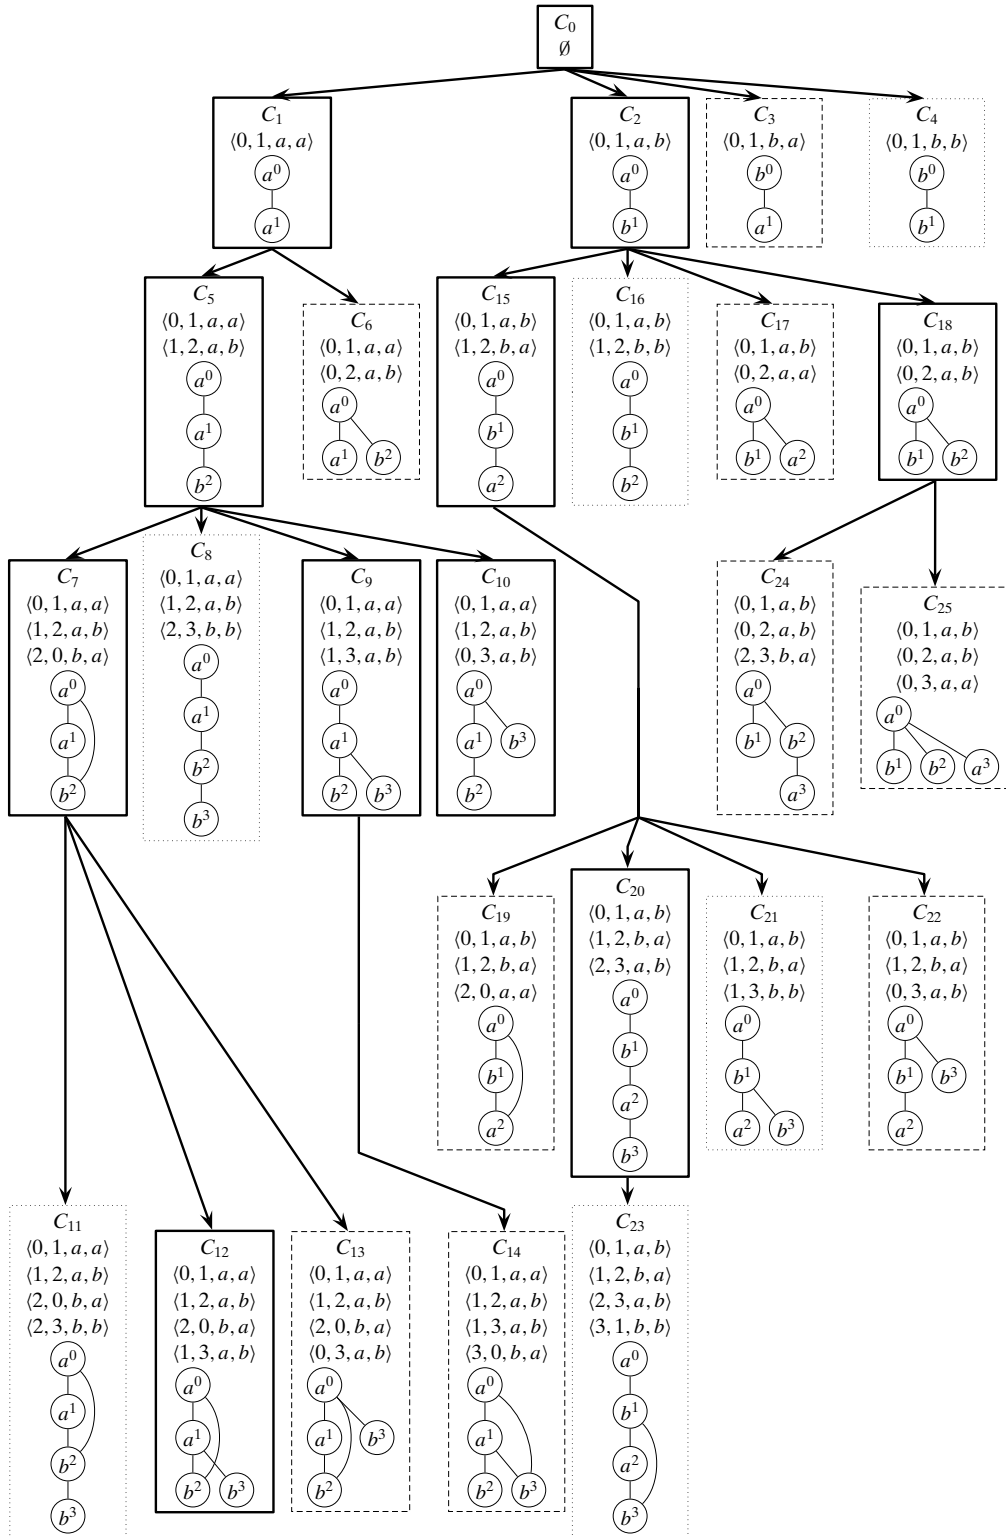 C0
∅
C1
⟨0, 1, a, a⟩
a0
a1
C2
⟨0, 1, a, b⟩
a0
b1
C3
⟨0, 1, b, a⟩
b0
a1
C4
⟨0, 1, b, b⟩
b0
b1
C5
⟨0, 1, a, a⟩
⟨1, 2, a, b⟩
a0
a1
b2
C6
⟨0, 1, a, a⟩
⟨0, 2, a, b⟩
a0
a1 b2
C15
⟨0, 1, a, b⟩
⟨1, 2, b, a⟩
a0
b1
a2
C16
⟨0, 1, a, b⟩
⟨1, 2, b, b⟩
a0
b1
b2
C17
⟨0, 1, a, b⟩
⟨0, 2, a, a⟩
a0
b1 a2
C18
⟨0, 1, a, b⟩
⟨0, 2, a, b⟩
a0
b1 b2
C7
⟨0, 1, a, a⟩
⟨1, 2, a, b⟩
⟨2, 0, b, a⟩
a0
a1
b2
C8
⟨0, 1, a, a⟩
⟨1, 2, a, b⟩
⟨2, 3, b, b⟩
a0
a1
b2
b3
C9
⟨0, 1, a, a⟩
⟨1, 2, a, b⟩
⟨1, 3, a, b⟩
a0
a1
b2 b3
C10
⟨0, 1, a, a⟩
⟨1, 2, a, b⟩
⟨0, 3, a, b⟩
a0
a1 b3
b2
C24
⟨0, 1, a, b⟩
⟨0, 2, a, b⟩
⟨2, 3, b, a⟩
a0
b1 b2
a3
C25
⟨0, 1, a, b⟩
⟨0, 2, a, b⟩
⟨0, 3, a, a⟩
a0
b1 b2 a3
C19
⟨0, 1, a, b⟩
⟨1, 2, b, a⟩
⟨2, 0, a, a⟩
a0
b1
a2
C20
⟨0, 1, a, b⟩
⟨1, 2, b, a⟩
⟨2, 3, a, b⟩
a0
b1
a2
b3
C21
⟨0, 1, a, b⟩
⟨1, 2, b, a⟩
⟨1, 3, b, b⟩
a0
b1
a2 b3
C22
⟨0, 1, a, b⟩
⟨1, 2, b, a⟩
⟨0, 3, a, b⟩
a0
b1 b3
a2
C11
⟨0, 1, a, a⟩
⟨1, 2, a, b⟩
⟨2, 0, b, a⟩
⟨2, 3, b, b⟩
a0
a1
b2
b3
C12
⟨0, 1, a, a⟩
⟨1, 2, a, b⟩
⟨2, 0, b, a⟩
⟨1, 3, a, b⟩
a0
a1
b2 b3
C13
⟨0, 1, a, a⟩
⟨1, 2, a, b⟩
⟨2, 0, b, a⟩
⟨0, 3, a, b⟩
a0
a1 b3
b2
C14
⟨0, 1, a, a⟩
⟨1, 2, a, b⟩
⟨1, 3, a, b⟩
⟨3, 0, b, a⟩
a0
a1
b2 b3
C23
⟨0, 1, a, b⟩
⟨1, 2, b, a⟩
⟨2, 3, a, b⟩
⟨3, 1, b, b⟩
a0
b1
a2
b3